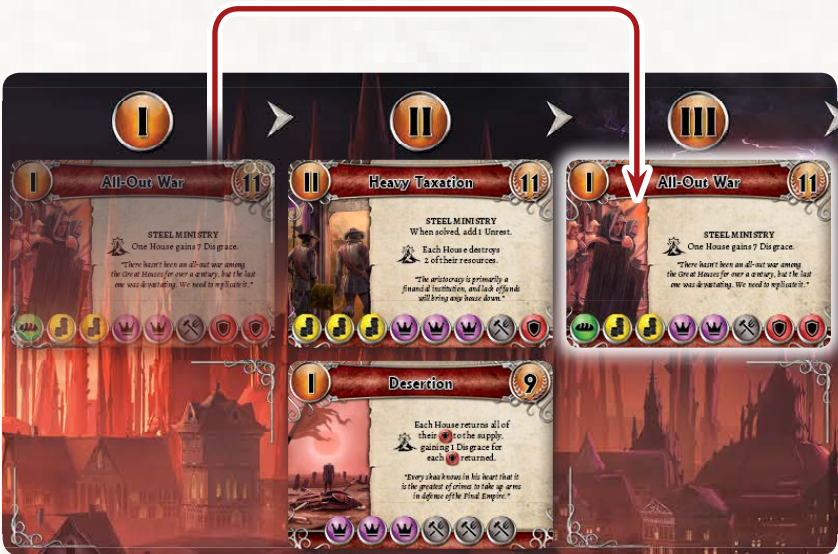 I
II
III
I All-Out War 11
STEEL MINISTRY
One House gains 7 Disgrace.
"There hasn't been an all-out war among
the Great Houses for over a century, but the last
one was devastating. We need to replicate it."
II Heavy Taxation 11
STEEL MINISTRY
When solved, add 1 Unrest.
Each House destroys
2 of their resources.
"The aristocracy is primarily a
financial institution, and lack of funds
will bring any house down."
I All-Out War 11
STEEL MINISTRY
One House gains 7 Disgrace.
"There hasn't been an all-out war among
the Great Houses for over a century, but the last
one was devastating. We need to replicate it."
I Desertion 9
Each House returns all of
their to the supply,
gaining 1 Disgrace for
each returned.
"Every skaa knows in his heart that it
is the greatest of crimes to take up arms
in defense of the Final Empire."